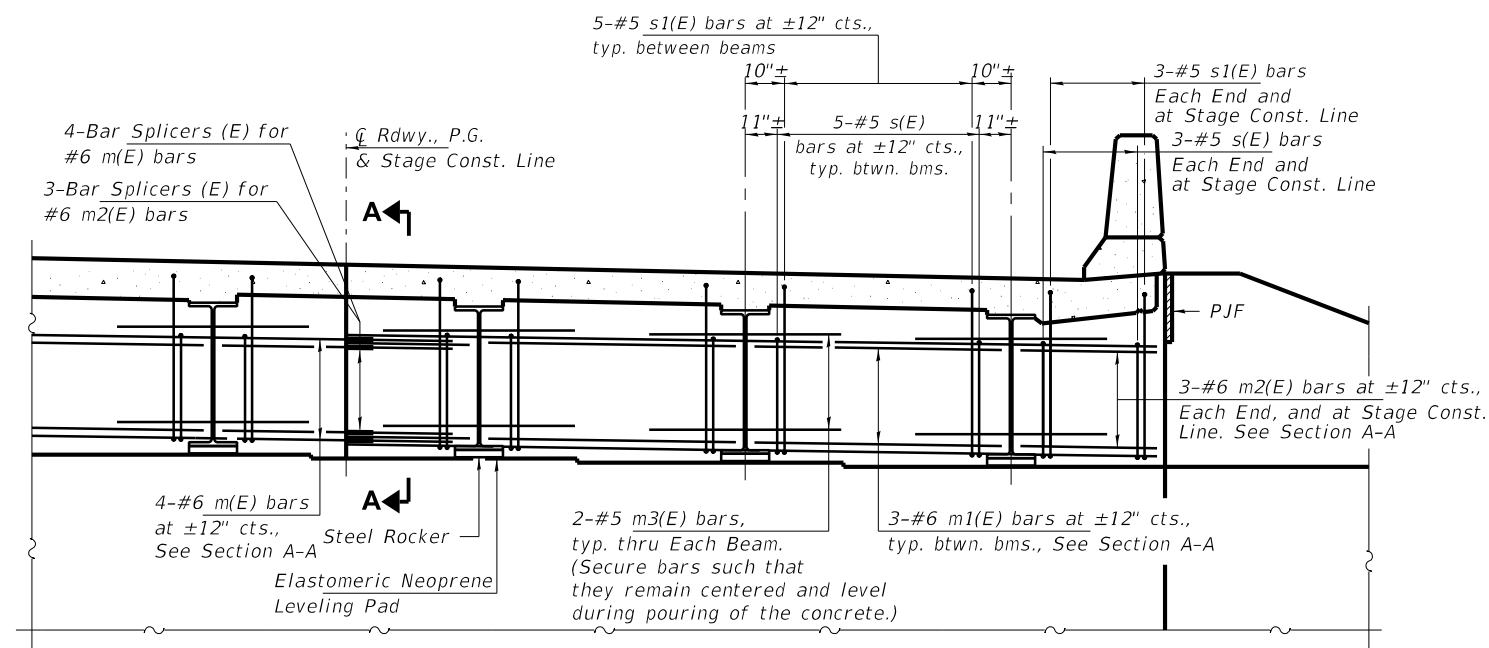 5-#5 s1(E) bars at ±12" cts.,
typ. between beams
10"±
10"±
3-#5 s1(E) bars
Each End and
at Stage Const. Line
11"±
5-#5 s(E)
11"±
bars at ±12" cts.,
typ. btwn. bms.
3-#5 s(E) bars
Each End and
at Stage Const. Line
4-Bar Splicers (E) for
#6 m(E) bars
℄ Rdwy., P.G.
& Stage Const. Line
3-Bar Splicers (E) for
#6 m2(E) bars
A
PJF
3-#6 m2(E) bars at ±12" cts.,
Each End, and at Stage Const.
Line. See Section A-A
A
4-#6 m(E) bars
at ±12" cts.,
See Section A-A
Steel Rocker
Elastomeric Neoprene
Leveling Pad
2-#5 m3(E) bars,
typ. thru Each Beam.
(Secure bars such that
they remain centered and level
during pouring of the concrete.)
3-#6 m1(E) bars at ±12" cts.,
typ. btwn. bms., See Section A-A